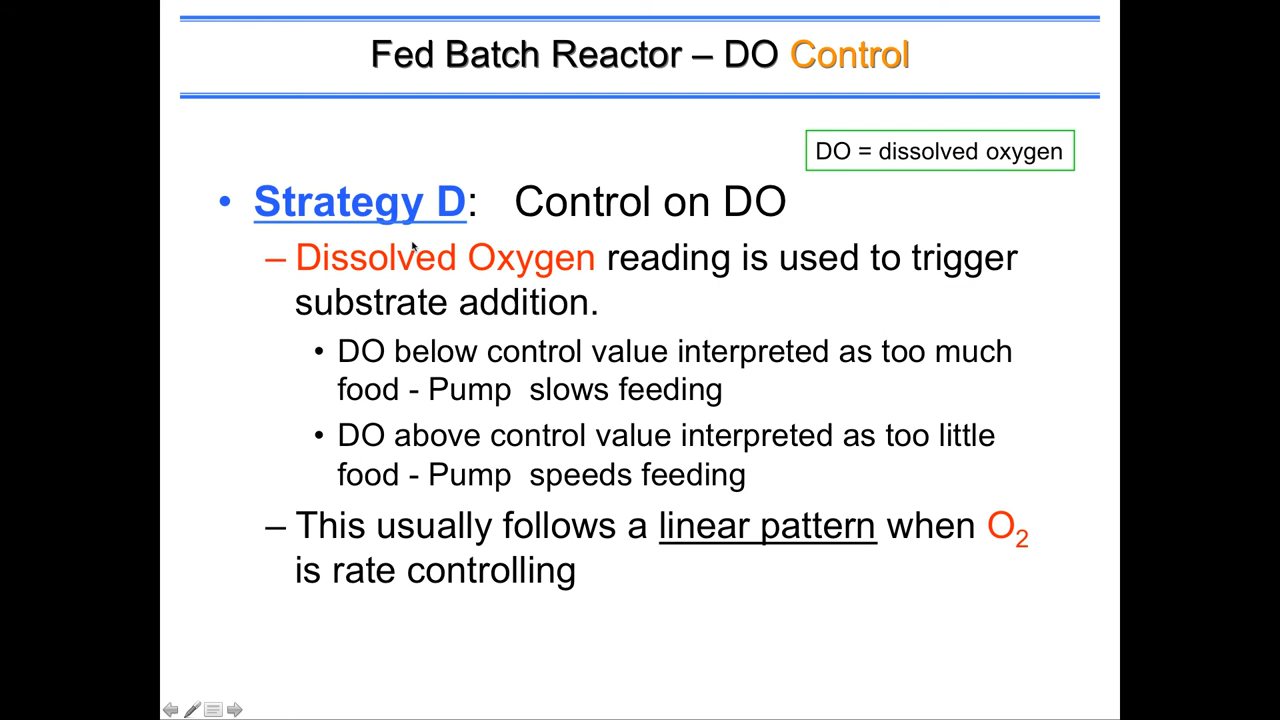 Fed Batch Reactor – DO Control
DO = dissolved oxygen
• Strategy D: Control on DO
– Dissolved Oxygen reading is used to trigger
substrate addition.
• DO below control value interpreted as too much
food - Pump slows feeding
• DO above control value interpreted as too little
food - Pump speeds feeding
– This usually follows a linear pattern when O2
is rate controlling